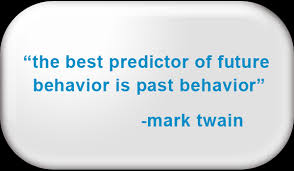 “the best predictor of future
behavior is past behavior”
-mark twain